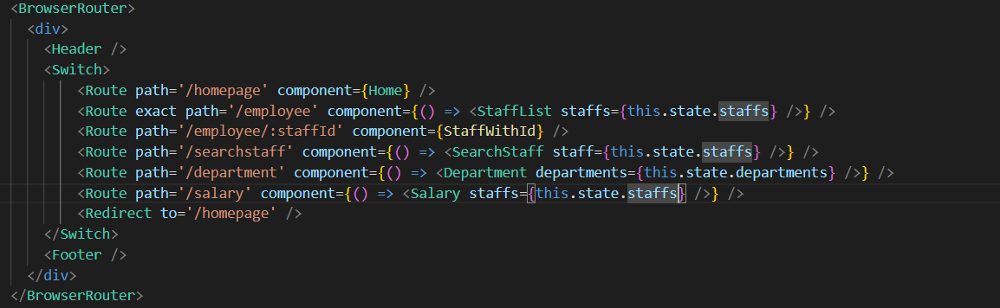 <BrowserRouter>
<div>
<Header />
<Switch>
<Route path='/homepage' component={Home} />
<Route exact path='/employee' component={() => <StaffList staffs={this.state.staffs} />} />
<Route path='/employee/:staffId' component={StaffWithId} />
<Route path='/searchstaff' component={() => <SearchStaff staff={this.state.staffs} />} />
<Route path='/department' component={() => <Department departments={this.state.departments} />} />
<Route path='/salary' component={() => <Salary staffs={this.state.staffs} />} />
<Redirect to='/homepage' />
</Switch>
<Footer />
</div>
</BrowserRouter>